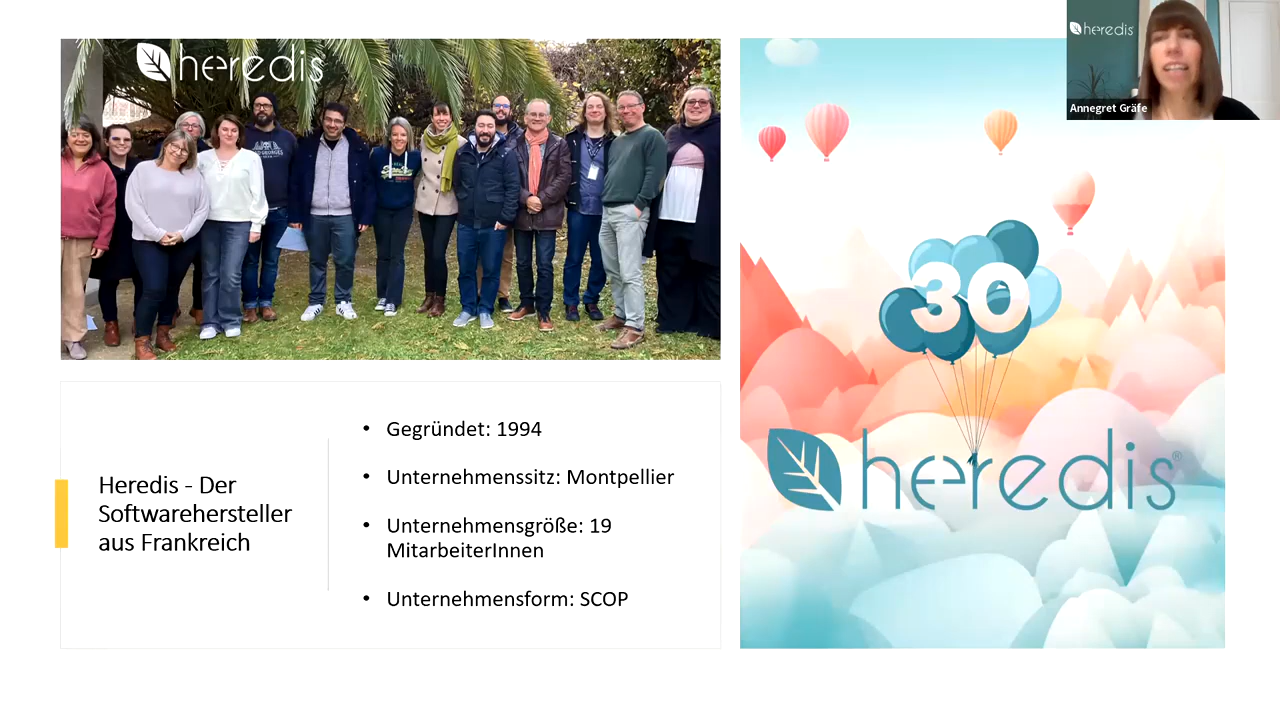 heredis
heredis
Annegret Gräfe
30
heredis®
Heredis - Der
Softwarehersteller
aus Frankreich
• Gegründet: 1994
• Unternehmenssitz: Montpellier
• Unternehmensgröße: 19
MitarbeiterInnen
• Unternehmensform: SCOP